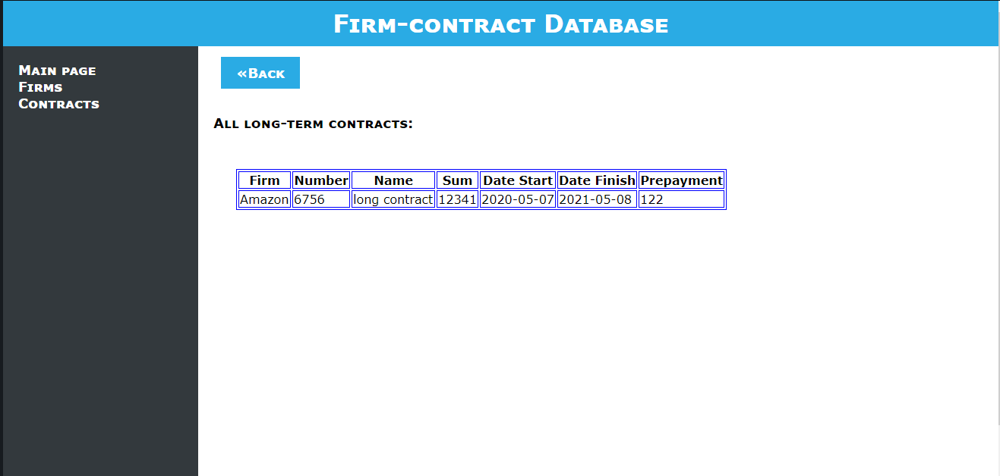 Firm-contract Database
Main page
Firms
Contracts
«Back
All long-term contracts:
Firm Number Name Sum Date Start Date Finish Prepayment
Amazon 6756 long contract 12341 2020-05-07 2021-05-08 122